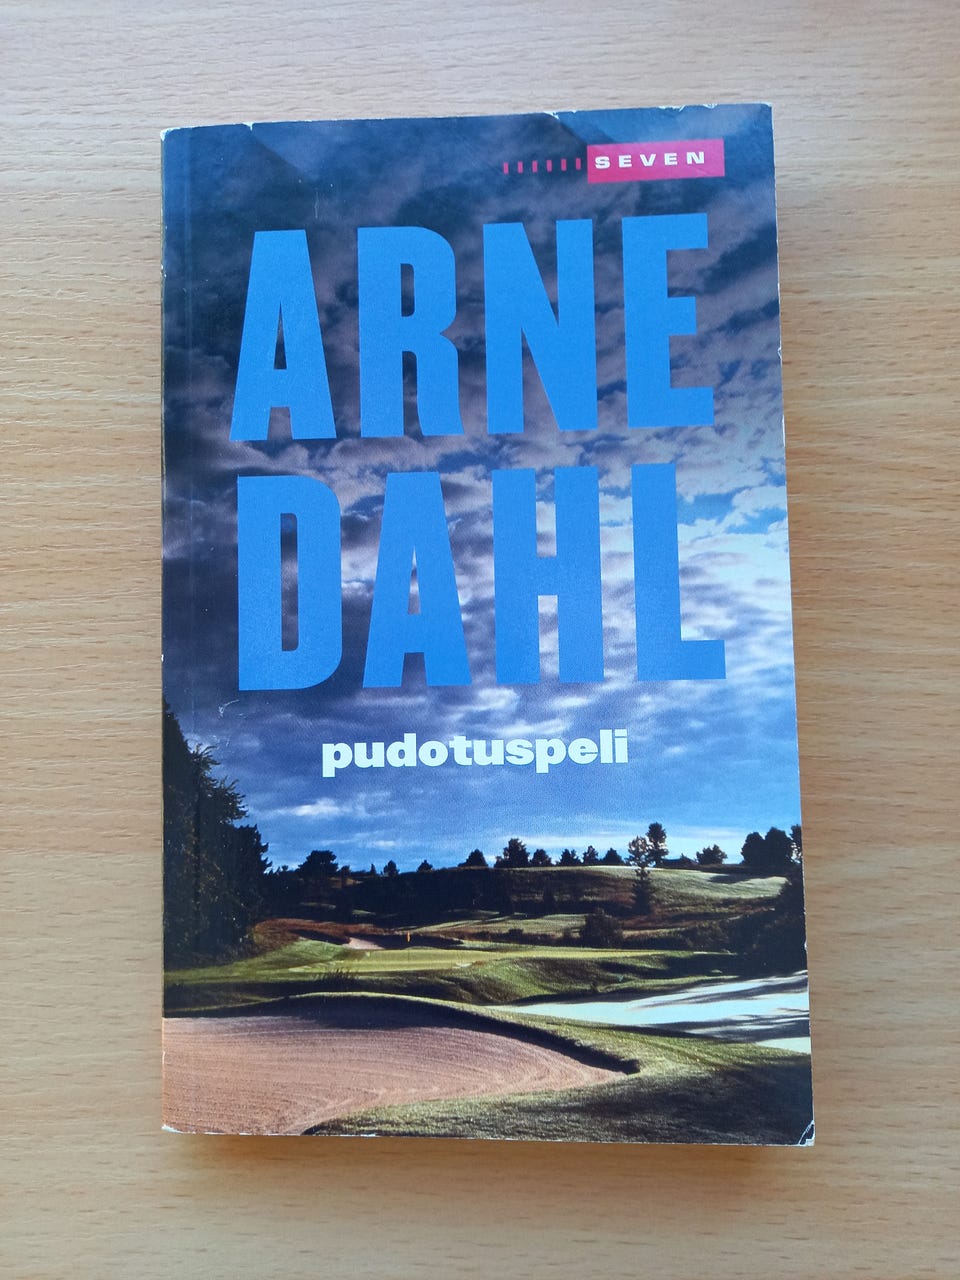 SEVEN
ARNE
DAHL
pudotuspeli